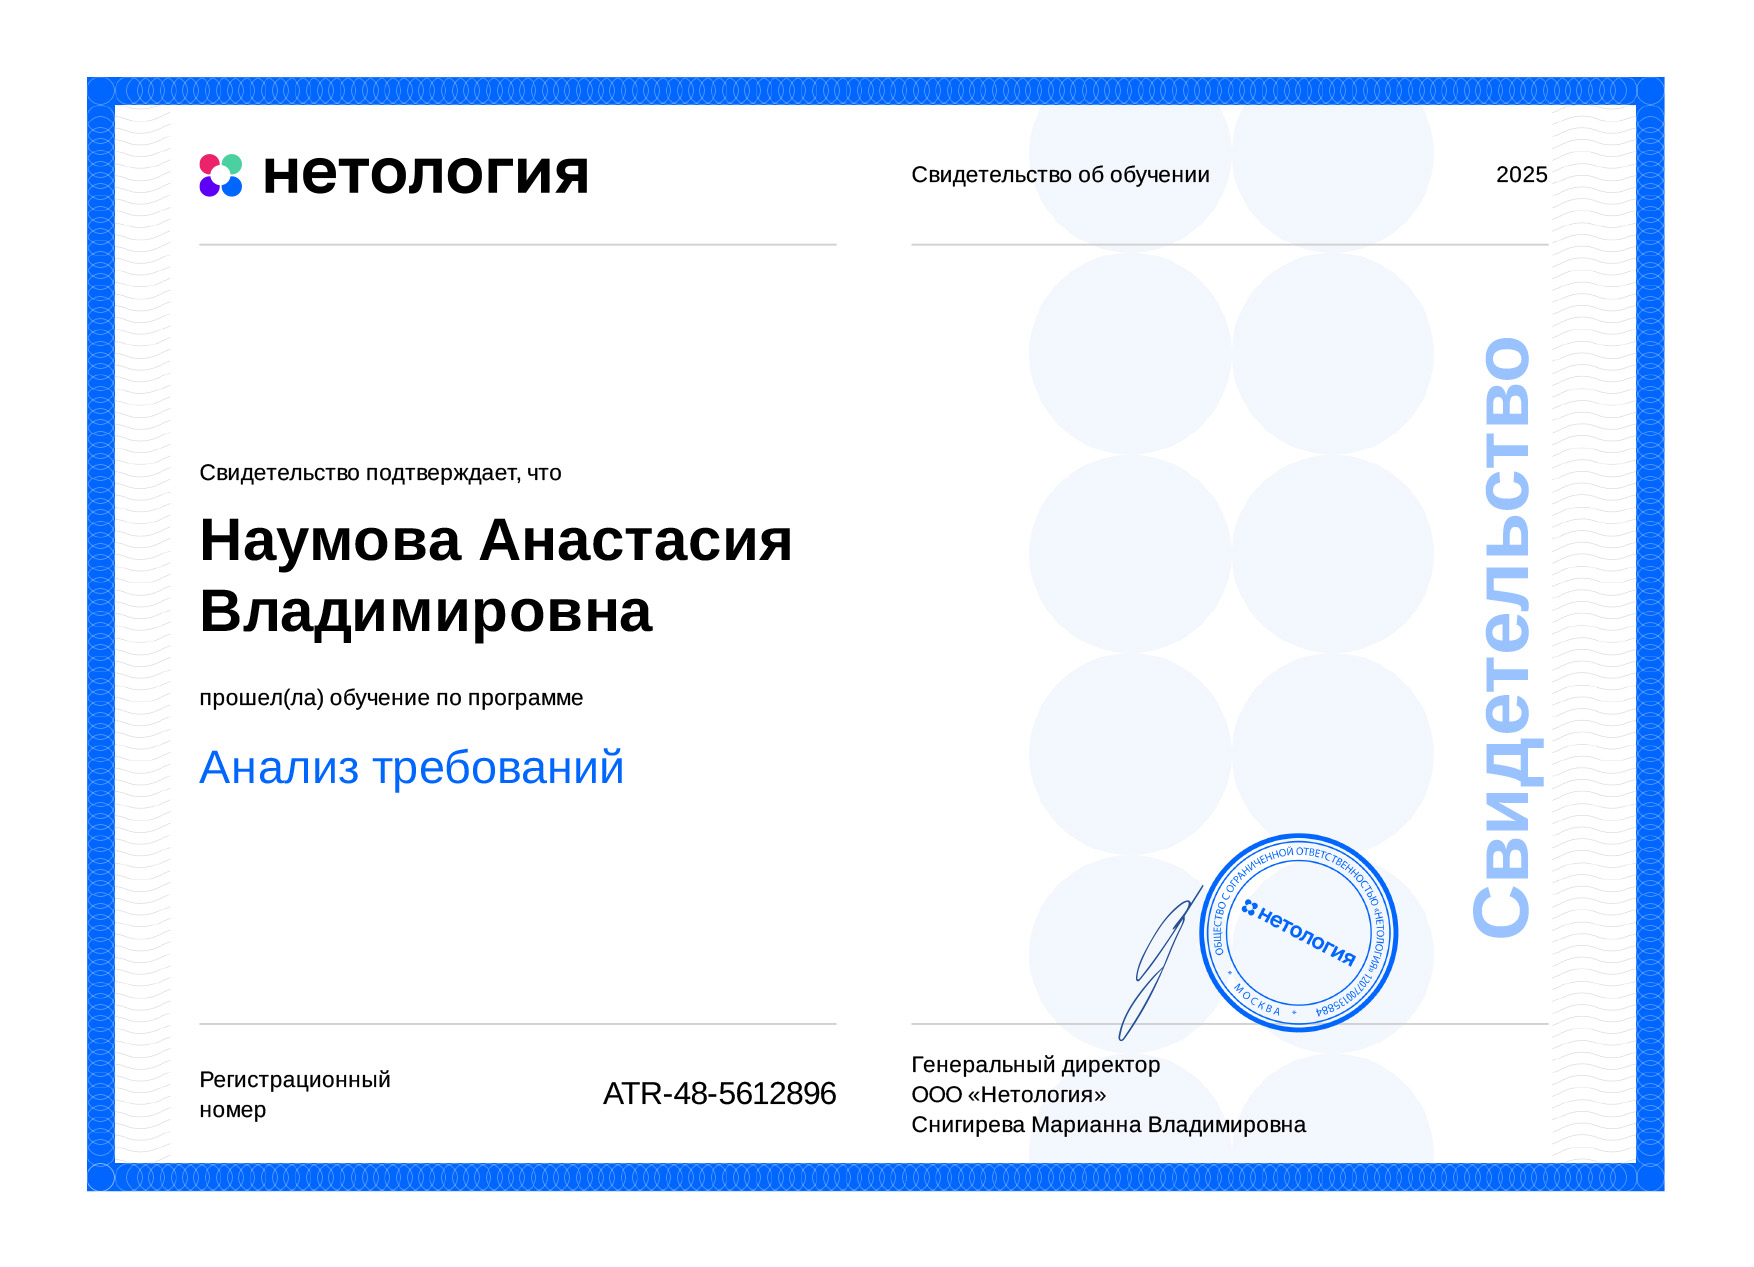 нетология
Свидетельство об обучении
2025
Свидетельство подтверждает, что
Наумова Анастасия
Владимировна
прошел(ла) обучение по программе
Анализ требований
Свидетельство
ОБЩЕСТВО С ОГРАНИЧЕННОЙ ОТВЕТСТВЕННОСТЬЮ «НЕТОЛОГИЯ» 1207700135884
* МОСКВА *
нетология
Регистрационный
номер
ATR-48-5612896
Генеральный директор
ООО «Нетология»
Снигирева Марианна Владимировна